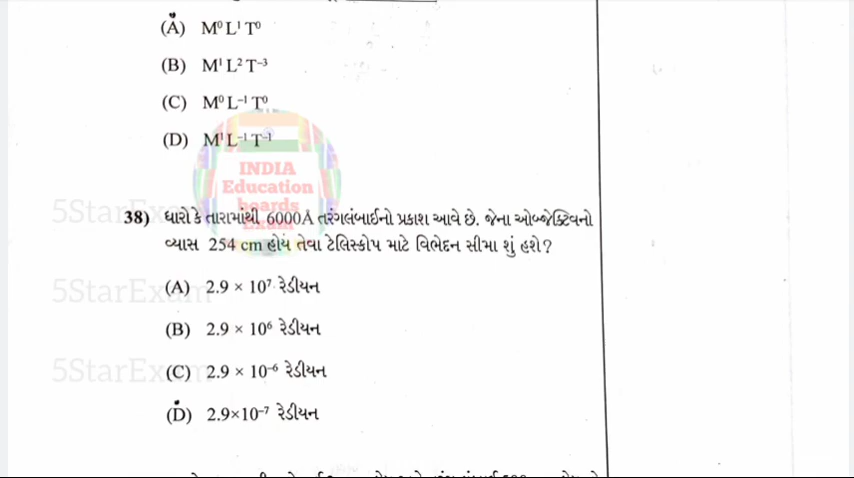 (A) M⁰L¹T⁰
(B) M¹L²T⁻³
(C) M⁰L⁻¹T⁰
(D) M¹L⁻¹T⁻¹
INDIA
Education
boards
Exam
5StarExam
38) ધારો કે તારામાંથી 6000Å તરંગલંબાઈનો પ્રકાશ આવે છે. જેના ઓબ્જેક્ટિવનો
વ્યાસ 254 cm હોય તેવા ટેલિસ્કોપ માટે વિભેદન સીમા શું હશે?
5StarExam
(A) 2.9 × 10⁷ રેડીયન
(B) 2.9 × 10⁶ રેડીયન
5StarExam
(C) 2.9 × 10⁻⁶ રેડીયન
(D) 2.9×10⁻⁷ રેડીયન